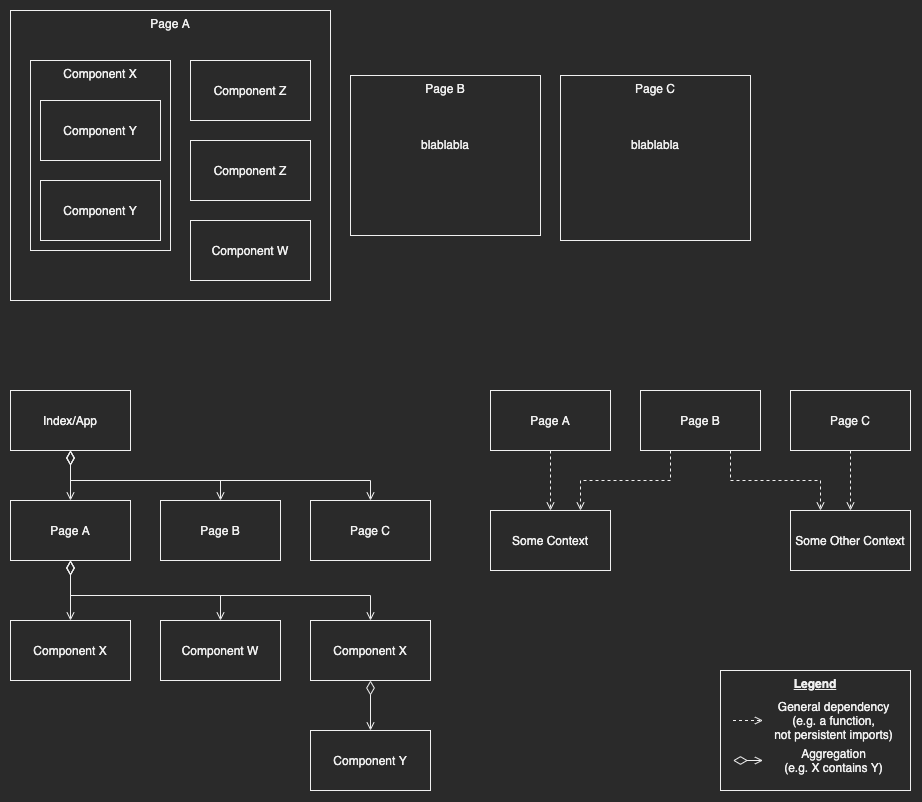 Page A
Component X
Component Y
Component Y
Component Z
Component Z
Component W
Page B
blablabla
Page C
blablabla
Index/App
Page A
Page B
Page C
Component X
Component W
Component X
Component Y
Page A
Page B
Page C
Some Context
Some Other Context
Legend
General dependency
(e.g. a function,
not persistent imports)
Aggregation
(e.g. X contains Y)